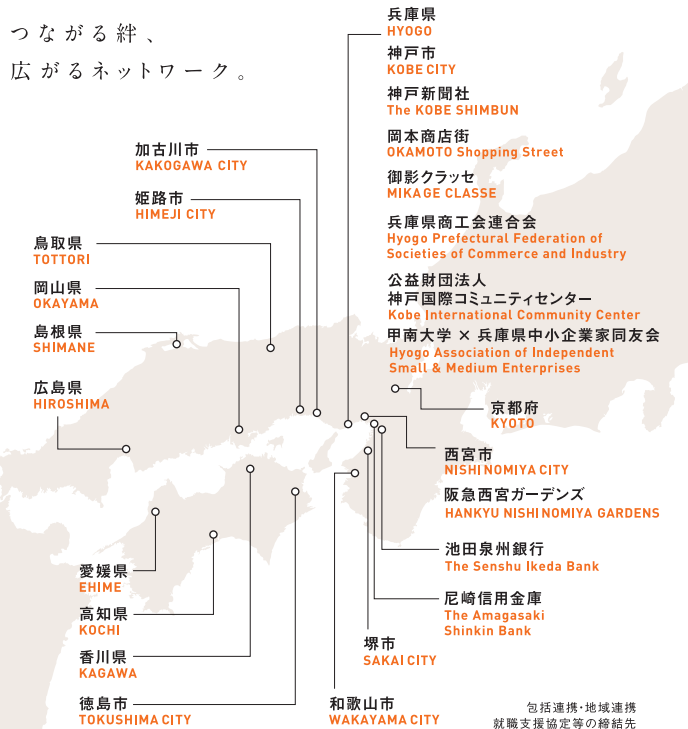 つながる絆、
広がるネットワーク。
兵庫県
HYOGO
神戸市
KOBE CITY
神戸新聞社
The KOBE SHIMBUN
岡本商店街
OKAMOTO Shopping Street
御影クラッセ
MIKAGE CLASSE
兵庫県商工会連合会
Hyogo Prefectural Federation of
Societies of Commerce and Industry
公益財団法人
神戸国際コミュニティセンター
Kobe International Community Center
甲南大学 × 兵庫県中小企業家同友会
Hyogo Association of Independent
Small & Medium Enterprises
加古川市
KAKOGAWA CITY
姫路市
HIMEJI CITY
鳥取県
TOTTORI
岡山県
OKAYAMA
島根県
SHIMANE
広島県
HIROSHIMA
京都府
KYOTO
西宮市
NISHINOMIYA CITY
阪急西宮ガーデンズ
HANKYU NISHINOMIYA GARDENS
池田泉州銀行
The Senshu Ikeda Bank
尼崎信用金庫
The Amagasaki
Shinkin Bank
堺市
SAKAI CITY
和歌山市
WAKAYAMA CITY
愛媛県
EHIME
高知県
KOCHI
香川県
KAGAWA
徳島市
TOKUSHIMA CITY
包括連携・地域連携
就職支援協定等の締結先